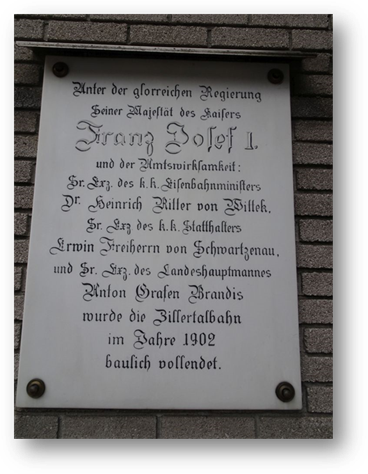 Unter der glorreichen Regierung
Seiner Majestät des Kaisers
Franz Josef I.
und der Amtswirksamkeit:
Sr. Exz. des k. k. Eisenbahnministers
Dr. Heinrich Ritter von Wittek,
Sr. Exz des k. k. Statthalters
Erwin Freiherrn von Schwartzenau,
und Sr. Exz. des Landeshauptmannes
Anton Grafen Brandis
wurde die Zillertalbahn
im Jahre 1902
baulich vollendet.